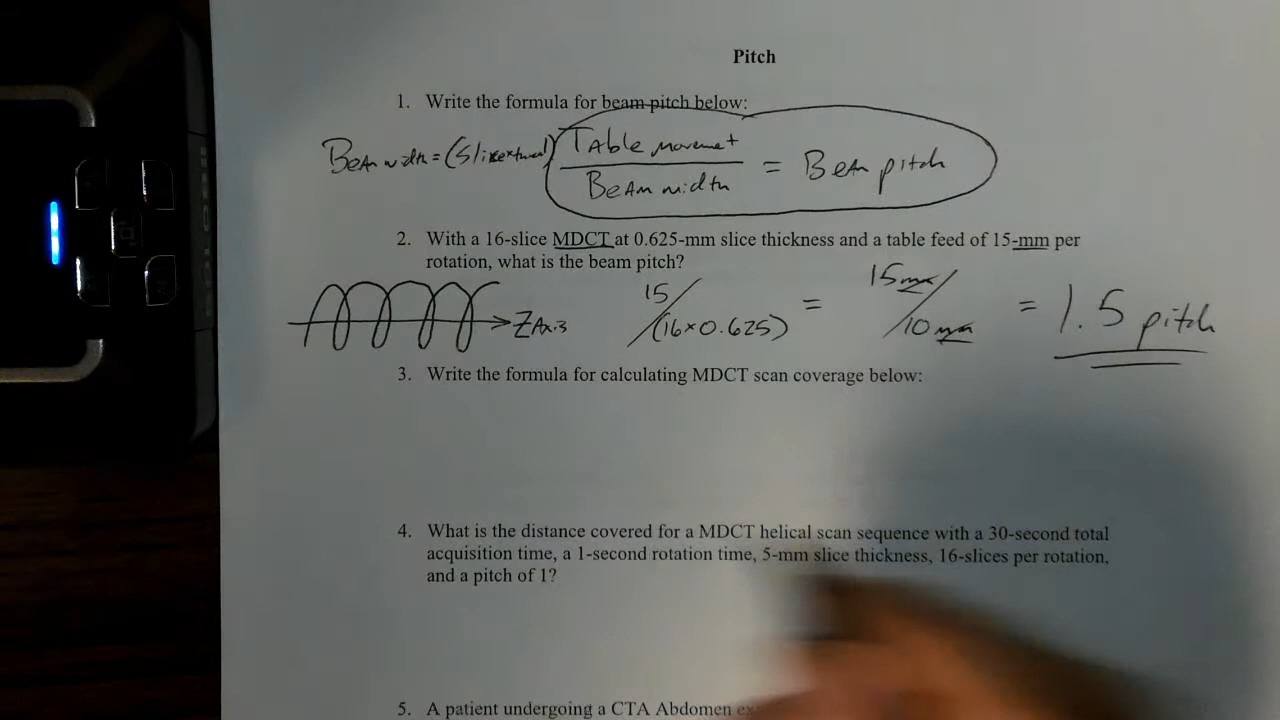 Pitch
1. Write the formula for beam pitch below:
Beam width = (Slice
Table movement
Beam width
= Beam pitch
2. With a 16-slice MDCT at 0.625-mm slice thickness and a table feed of 15-mm per
rotation, what is the beam pitch?
Z Axis
15/(16×0.625) = 15mm/10mm = 1.5 pitch
3. Write the formula for calculating MDCT scan coverage below:
4. What is the distance covered for a MDCT helical scan sequence with a 30-second total
acquisition time, a 1-second rotation time, 5-mm slice thickness, 16-slices per rotation,
and a pitch of 1?
5. A patient undergoing a CTA Abdomen